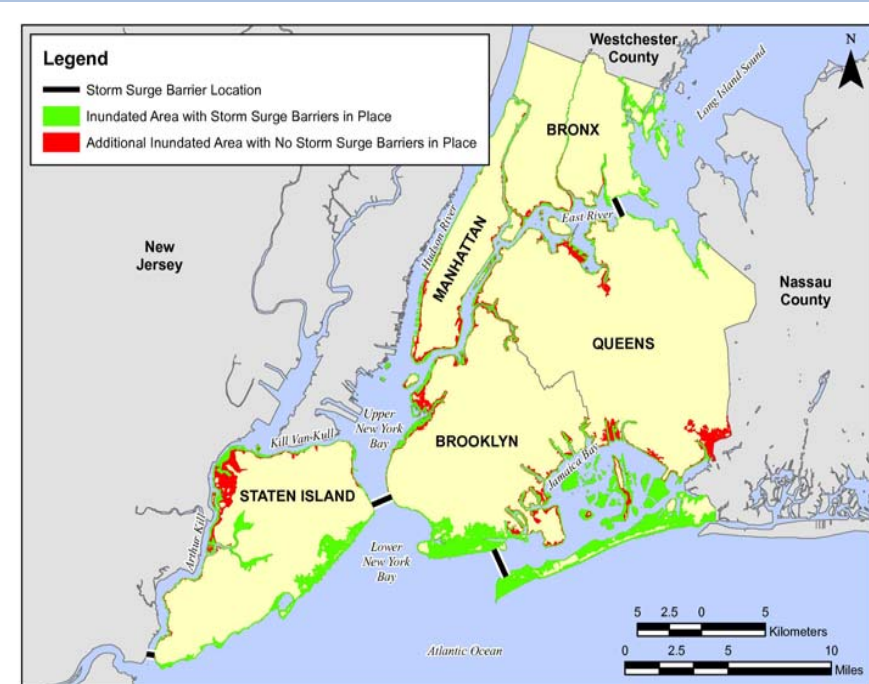 Legend
Storm Surge Barrier Location
Inundated Area with Storm Surge Barriers in Place
Additional Inundated Area with No Storm Surge Barriers in Place
Westchester
County
N
Long Island Sound
BRONX
East River
Hudson River
MANHATTAN
New
Jersey
Nassau
County
QUEENS
Upper
New York
Bay
Kill Van-Kull
BROOKLYN
Jamaica Bay
STATEN ISLAND
Arthur Kill
Lower
New York
Bay
Atlantic Ocean
5 2.5 0 5
Kilometers
0 2.5 5 10
Miles